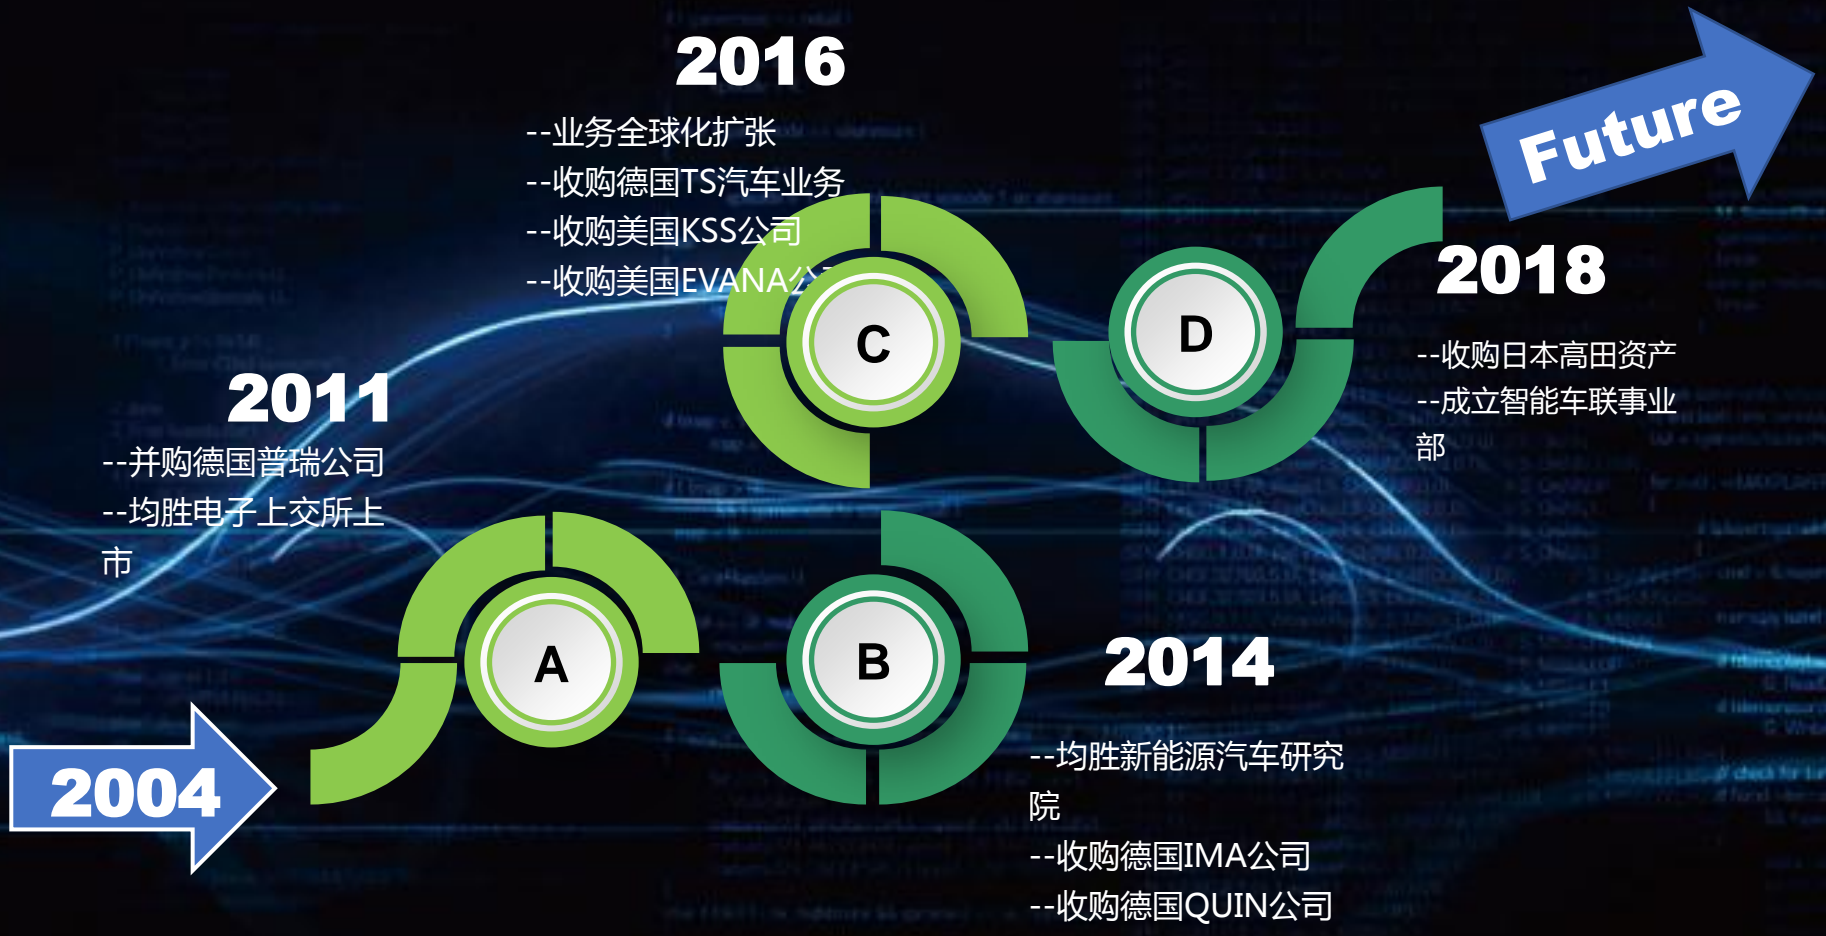 2016
--业务全球化扩张
--收购德国TS汽车业务
--收购美国KSS公司
--收购美国EVANA公司
Future
2018
--收购日本高田资产
--成立智能车联事业
部
2011
--并购德国普瑞公司
--均胜电子上交所上
市
C
D
A
B
2014
--均胜新能源汽车研究
院
--收购德国IMA公司
--收购德国QUIN公司
2004